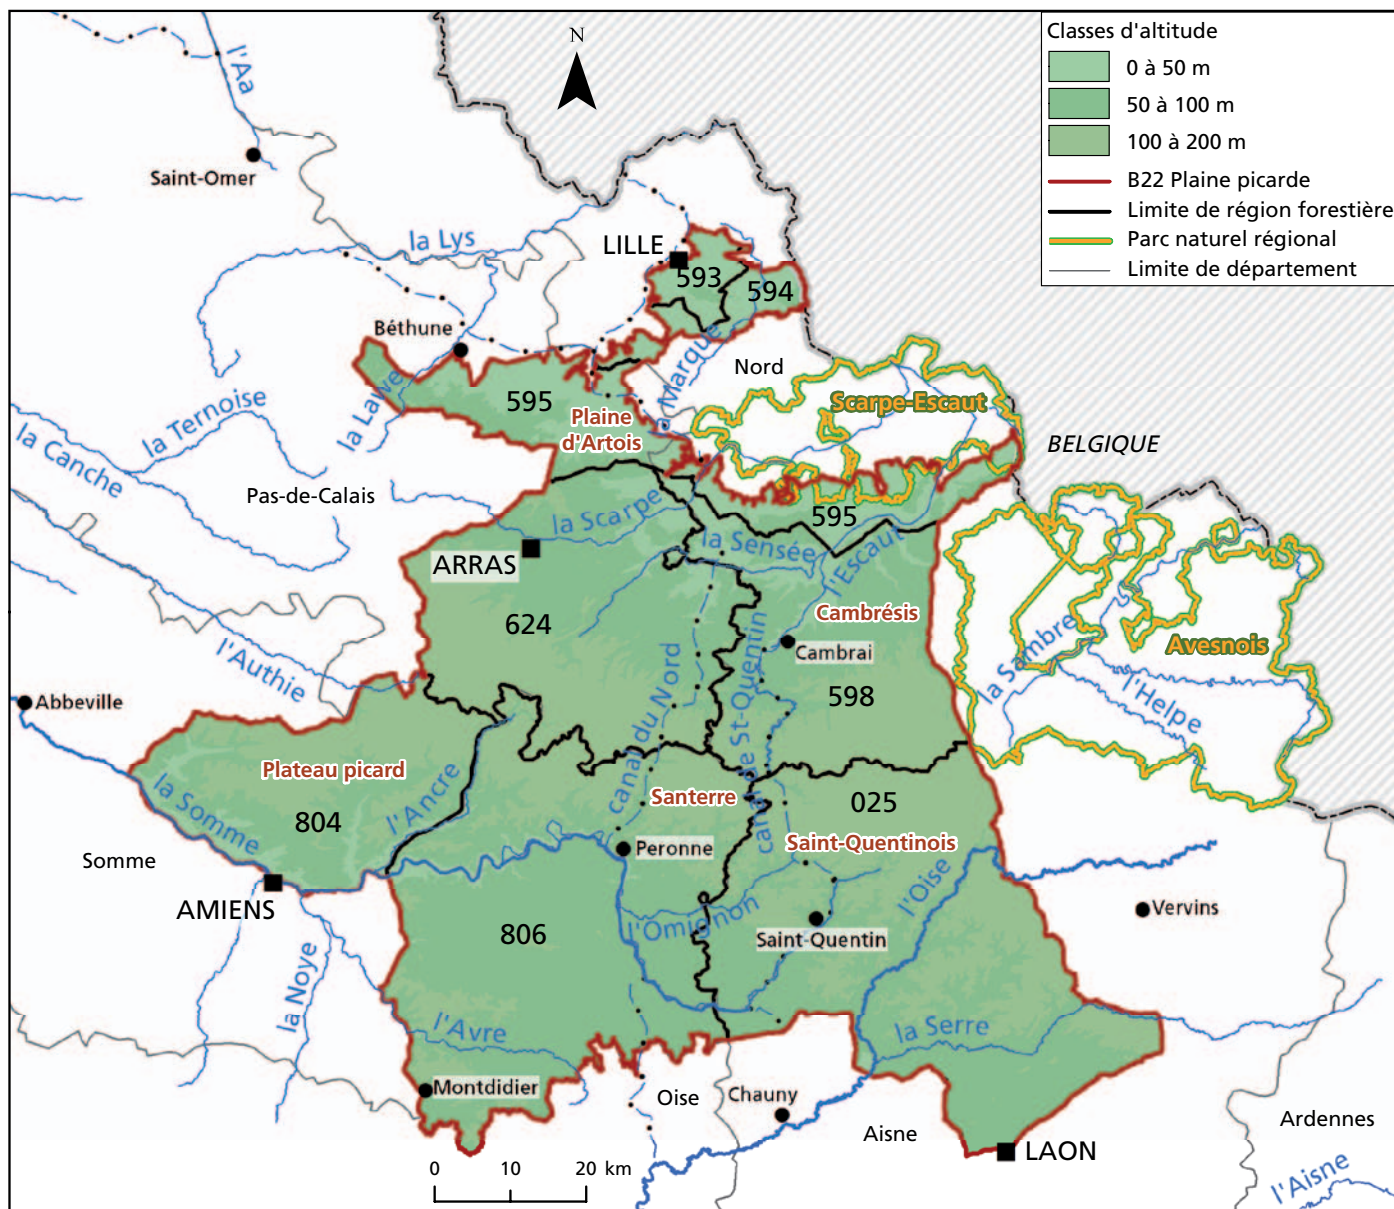 Classes d'altitude
0 à 50 m
50 à 100 m
100 à 200 m
B22 Plaine picarde
Limite de région forestière
Parc naturel régional
Limite de département
N
l'Aa
Saint-Omer
la Lys
LILLE
593
594
Béthune
la Marque
Nord
la Lawe
595
Plaine
d'Artois
Scarpe-Escaut
BELGIQUE
la Ternoise
la Canche
Pas-de-Calais
la Scarpe
595
la Sensée
l'Escaut
ARRAS
624
Cambrésis
Cambrai
598
la Sambre
Avesnois
l'Helpe
l'Authie
Abbeville
canal du Nord
canal de St-Quentin
Plateau picard
l'Ancre
804
la Somme
Santerre
025
Saint-Quentinois
Peronne
Somme
AMIENS
l'Oise
Vervins
806
l'Omignon
Saint-Quentin
la Noye
l'Avre
la Serre
Montdidier
Oise
Chauny
Aisne
Ardennes
LAON
l'Aisne
0 10 20 km